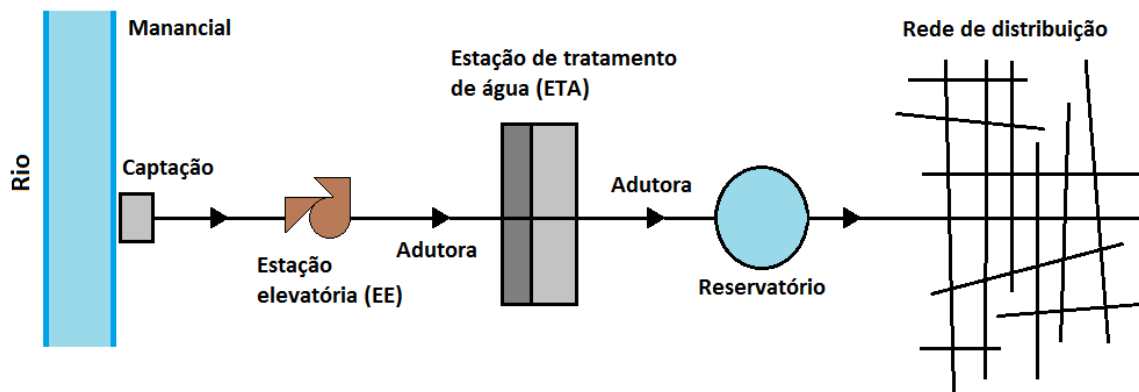 Rio
Manancial
Captação
Estação
elevatória (EE)
Adutora
Estação de tratamento
de água (ETA)
Adutora
Reservatório
Rede de distribuição